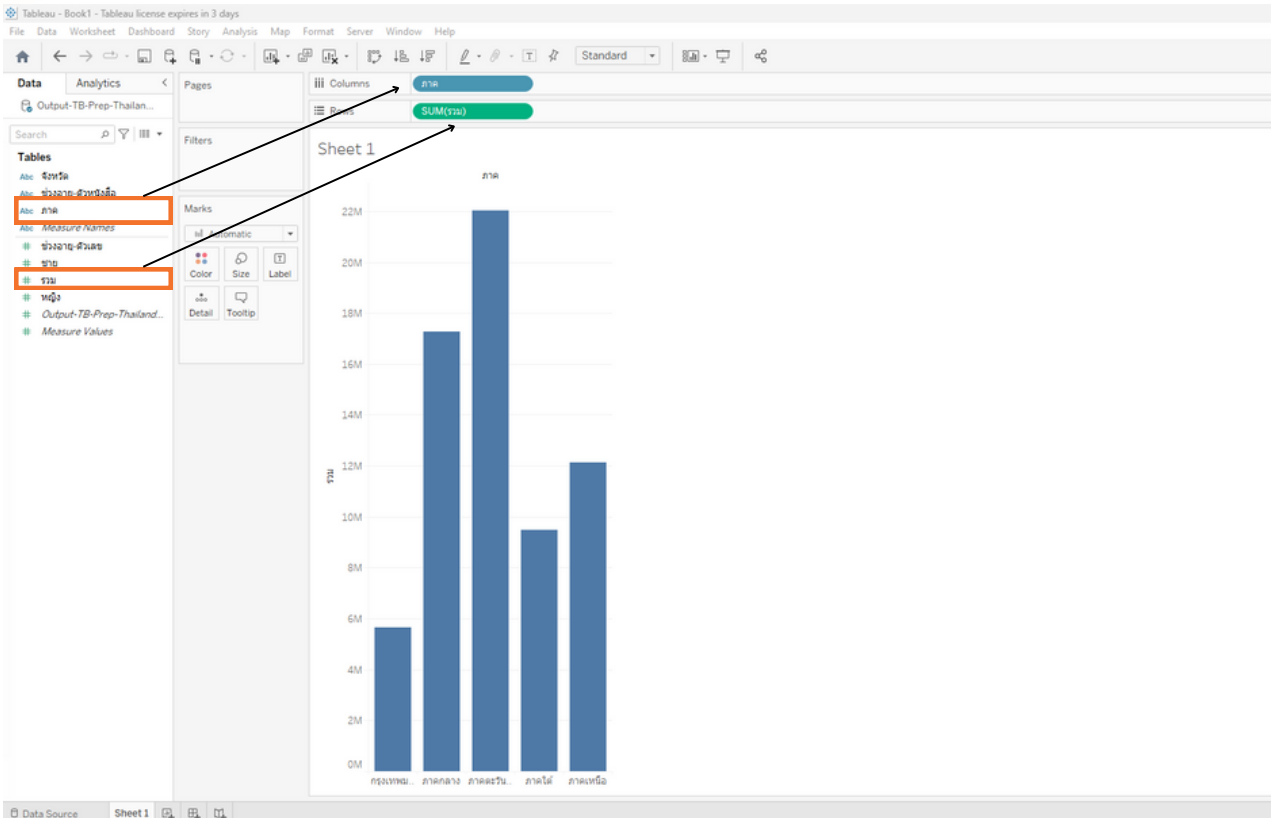 Tableau - Book1 - Tableau license expires in 3 days
File Data Worksheet Dashboard Story Analysis Map Format Server Window Help
Standard
Data Analytics
Output-TB-Prep-Thailan...
Search
Tables
Abc จังหวัด
Abc ช่วงอายุ-ตัวหนังสือ
Abc ภาค
Abc Measure Names
# ช่วงอายุ-ตัวเลข
# ชาย
# รวม
# หญิง
# Output-TB-Prep-Thailand...
# Measure Values
Pages
Filters
Marks
Automatic
Color Size Label
Detail Tooltip
Columns ภาค
Rows SUM(รวม)
Sheet 1
ภาค
22M
20M
18M
16M
14M
12M
10M
8M
6M
4M
2M
0M
รวม
กรุงเทพม.. ภาคกลาง ภาคตะวัน.. ภาคใต้ ภาคเหนือ
Data Source Sheet 1